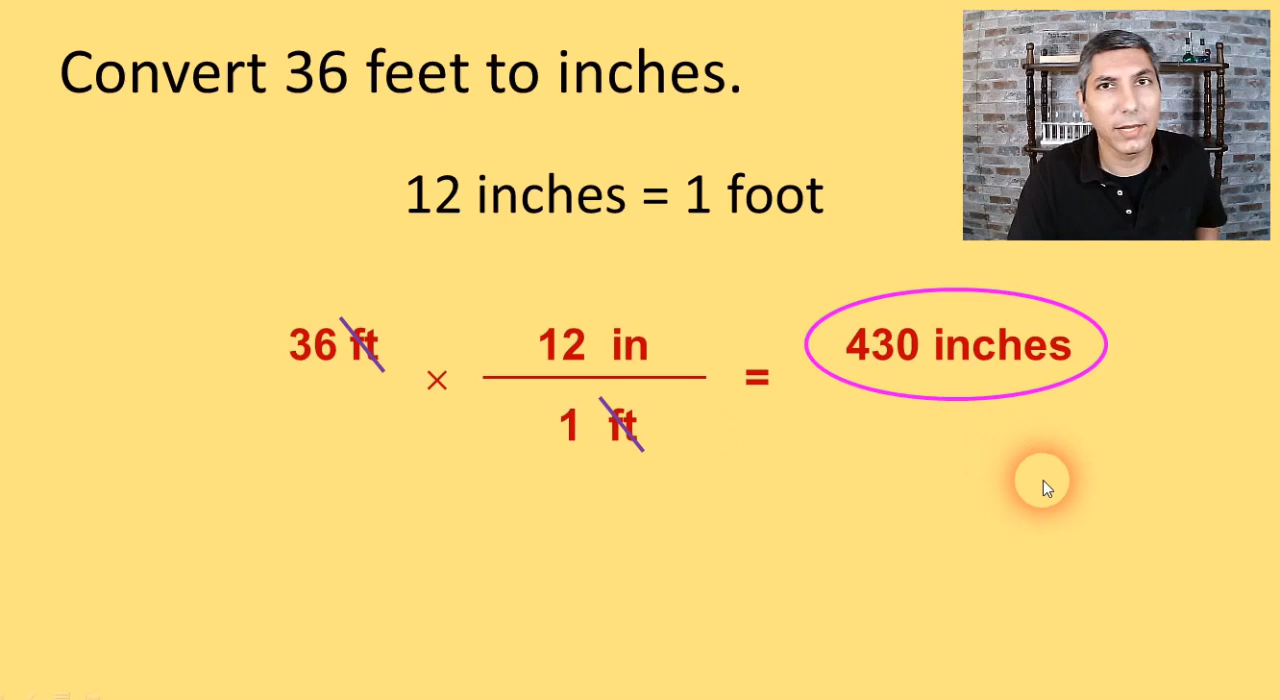 Convert 36 feet to inches.
12 inches = 1 foot
36 ft × 12 in = 430 inches
1 ft